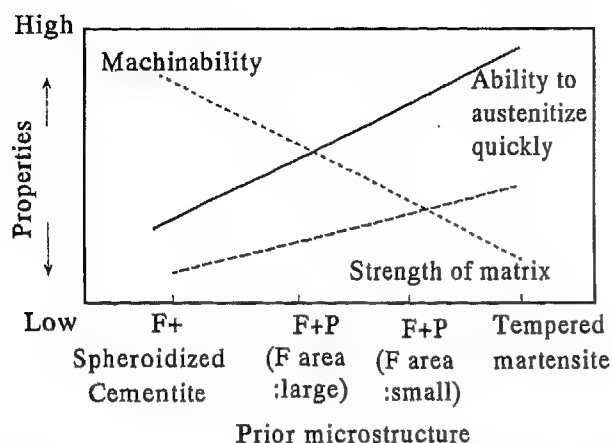 High
Machinability
Ability to
austenitize
quickly
Properties
Strength of matrix
Low
F+
Spheroidized
Cementite
F+P
(F area
:large)
F+P
(F area
:small)
Tempered
martensite
Prior microstructure